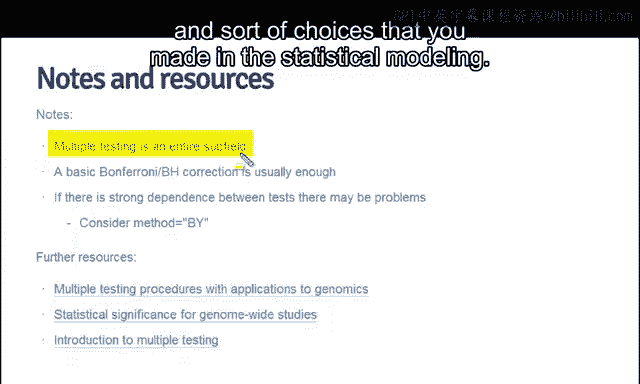 and sort of choices that you
made in the statistical modeling.
Notes and resources
Notes:
Multiple testing is an entire subfield
A basic Bonferroni/BH correction is usually enough
If there is strong dependence between tests there may be problems
- Consider method="BY"
Further resources:
Multiple testing procedures with applications to genomics
Statistical significance for genome-wide studies
Introduction to multiple testing